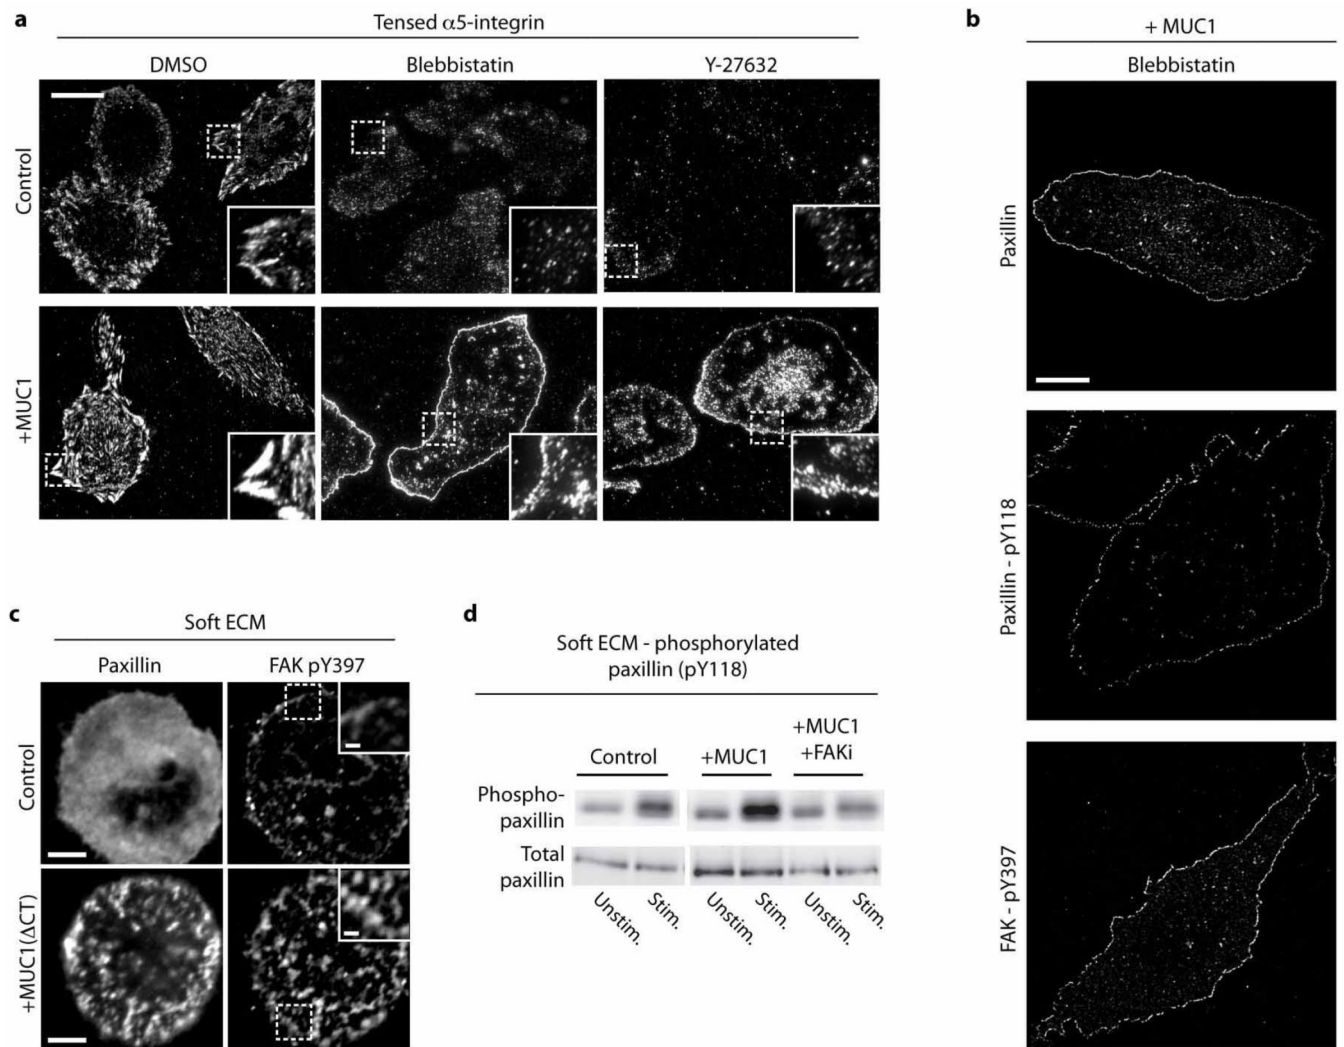 a
Tensed α5-integrin
DMSO
Blebbistatin
Y-27632
Control
+MUC1
b
+ MUC1
Blebbistatin
Paxillin
Paxillin - pY118
FAK - pY397
c
Soft ECM
Paxillin
FAK pY397
Control
+MUC1(ΔCT)
d
Soft ECM - phosphorylated
paxillin (pY118)
Control
+MUC1
+MUC1
+FAKi
Phospho-
paxillin
Total
paxillin
Unstim.
Stim.
Unstim.
Stim.
Unstim.
Stim.